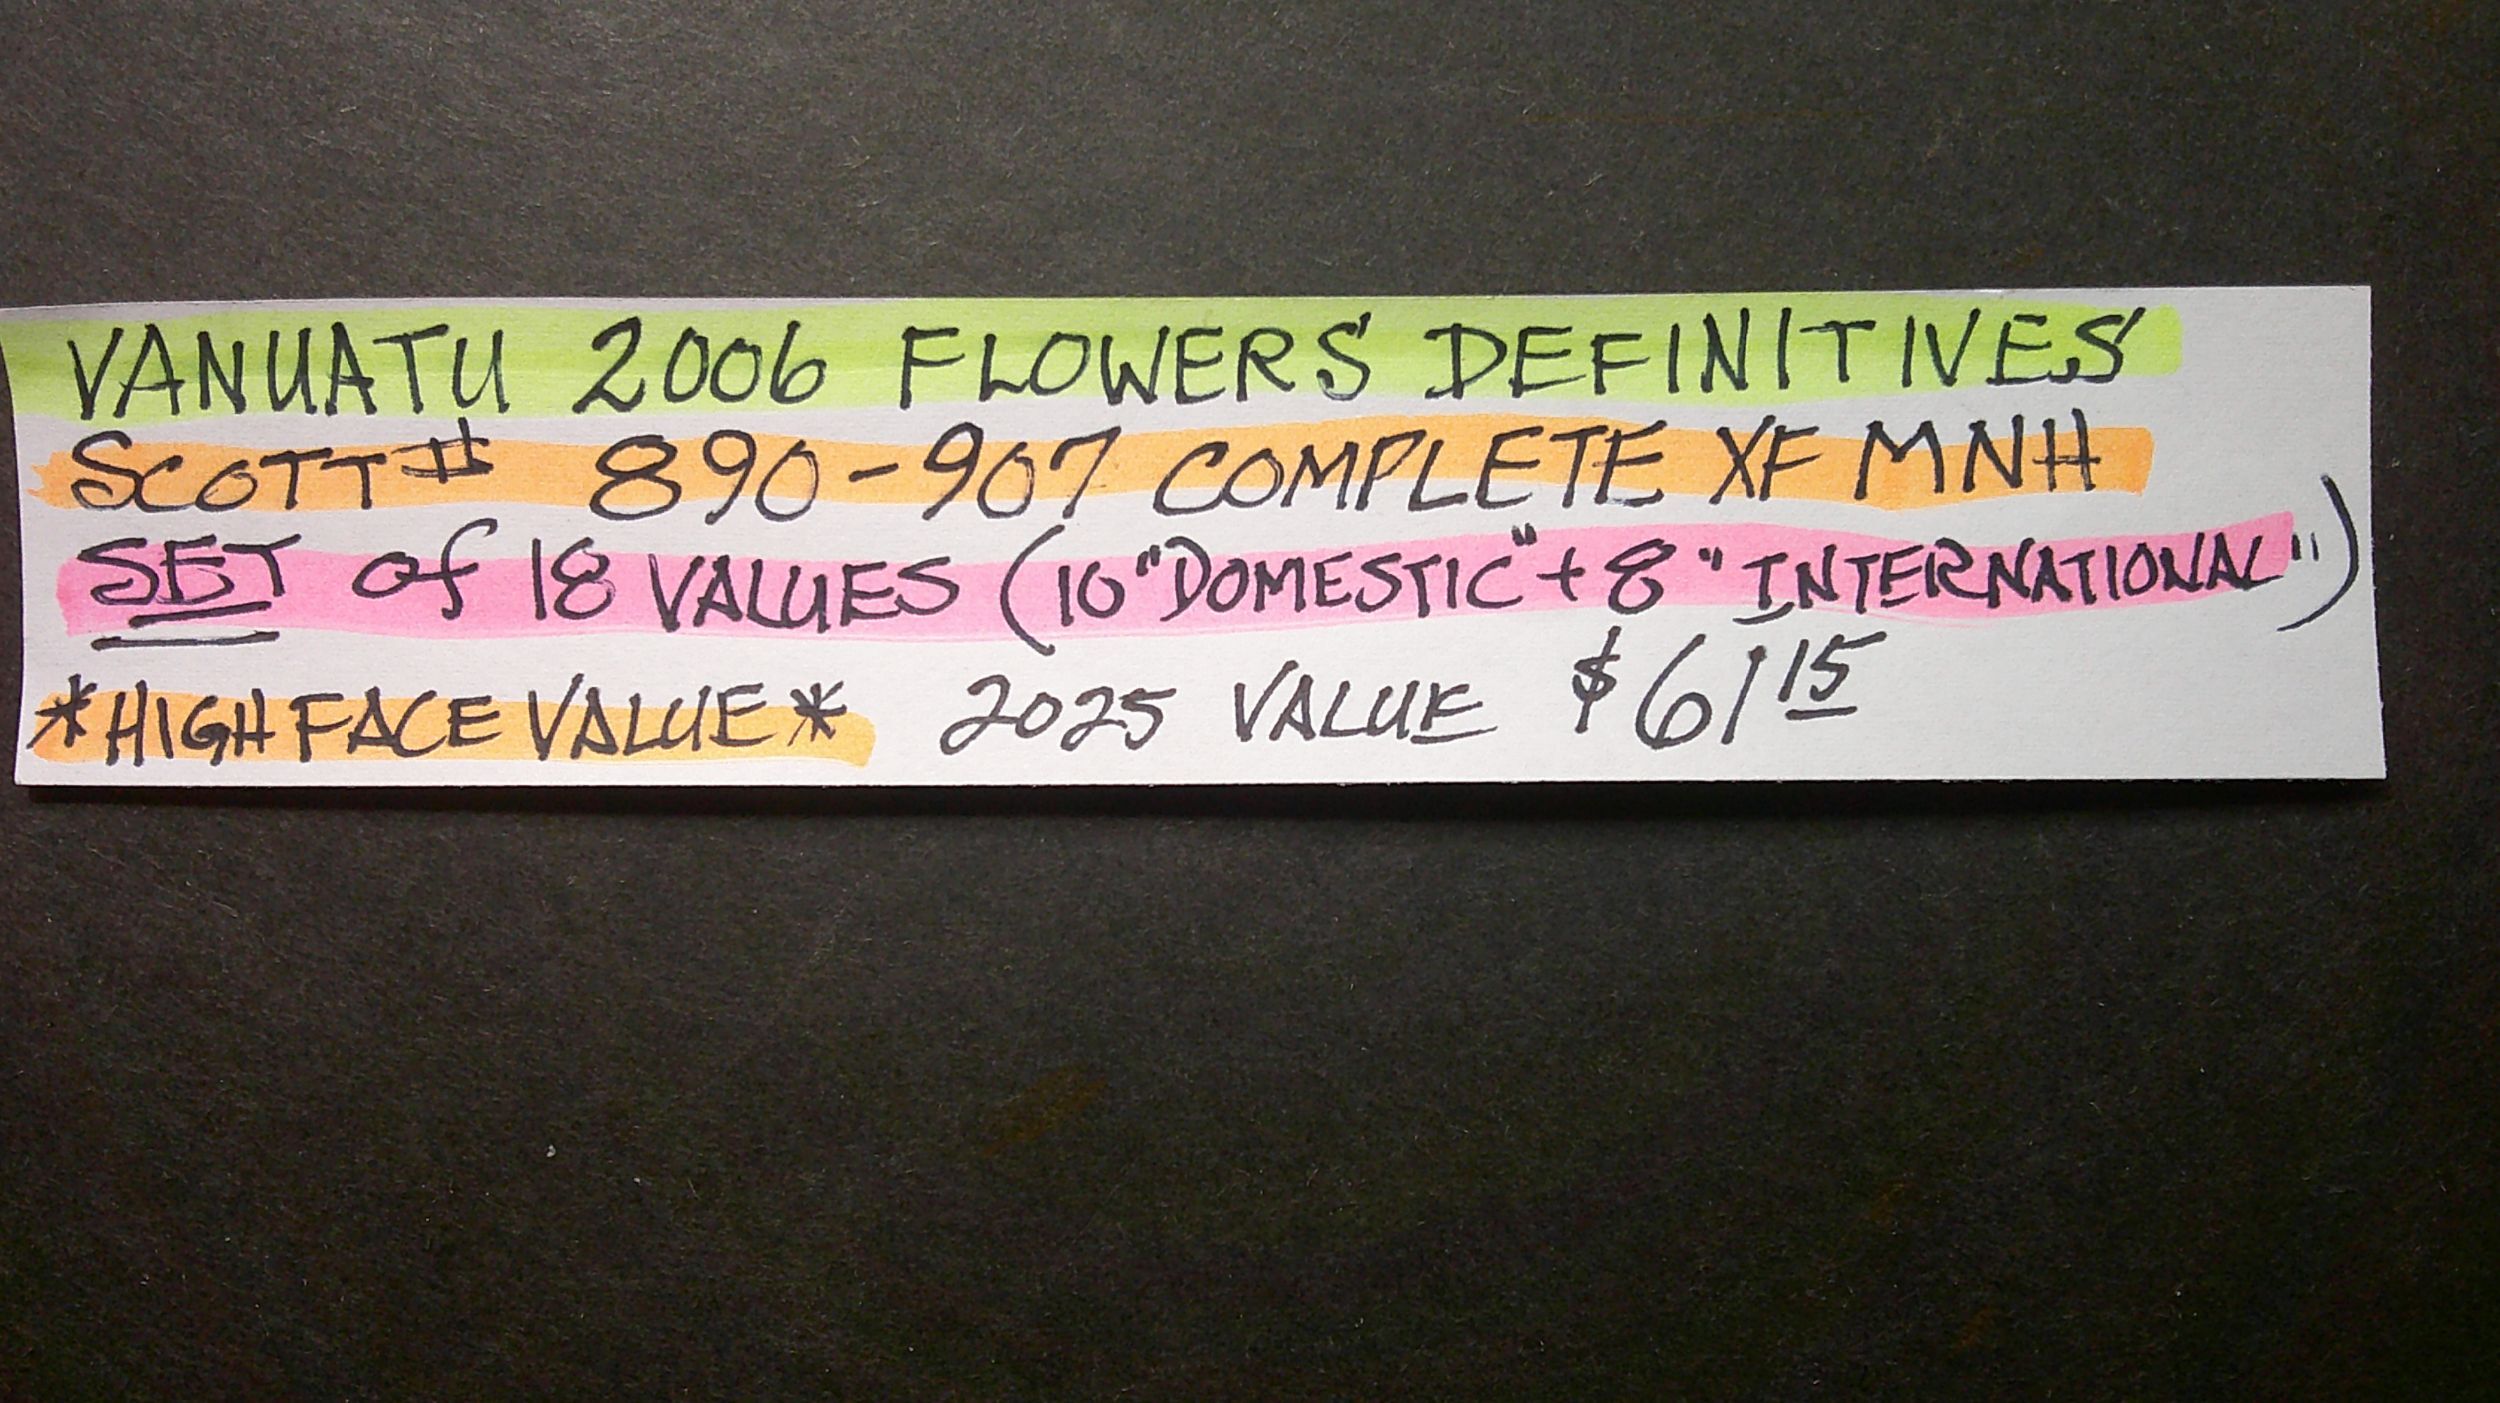 VANUATU 2006 FLOWERS DEFINITIVES
SCOTT# 890-907 COMPLETE XF MNH
SET of 18 VALUES (10 "DOMESTIC" + 8 "INTERNATIONAL")
*HIGH FACE VALUE* 2025 VALUE $61 15